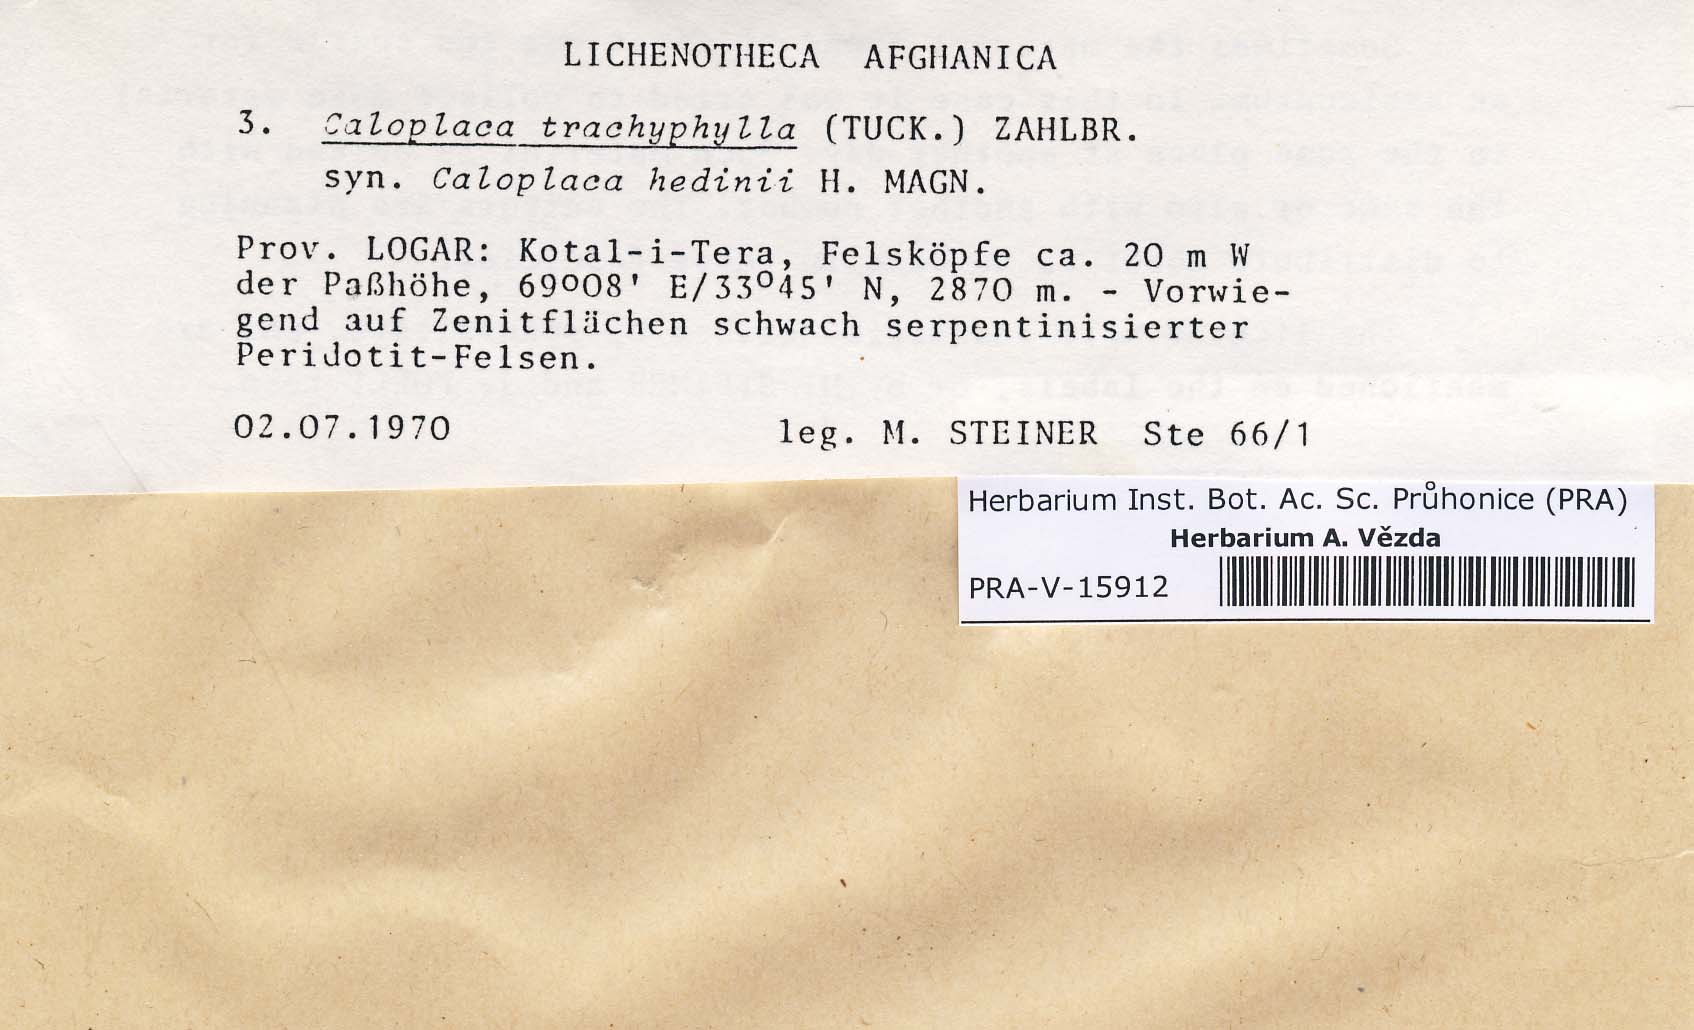 LICHENOTHECA AFGHANICA
3. Caloplaca trachyphylla (TUCK.) ZAHLBR.
syn. Caloplaca hedinii H. MAGN.
Prov. LOGAR: Kotal-i-Tera, Felsköpfe ca. 20 m W
der Paßhöhe, 69°08' E/33°45' N, 2870 m. - Vorwie-
gend auf Zenitflächen schwach serpentinisierter
Peridotit-Felsen.
02.07.1970 leg. M. STEINER Ste 66/1
Herbarium Inst. Bot. Ac. Sc. Průhonice (PRA)
Herbarium A. Vězda
PRA-V-15912